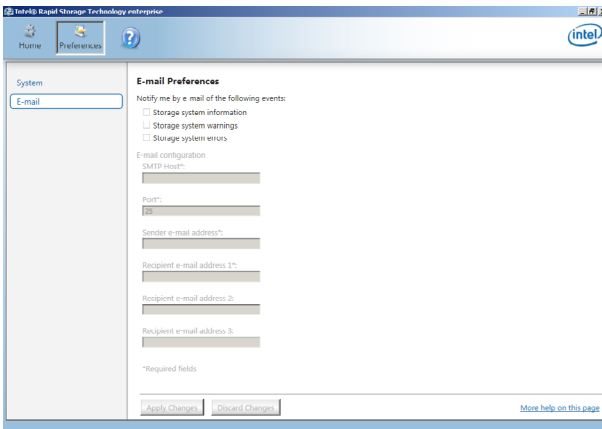 Intel® Rapid Storage Technology enterprise
Home
Preferences
?
intel
System
E-mail
E-mail Preferences
Notify me by e-mail of the following events:
Storage system information
Storage system warnings
Storage system errors
E-mail configuration
SMTP Host*:
Port*:
25
Sender e-mail address*:
Recipient e-mail address 1*:
Recipient e-mail address 2:
Recipient e-mail address 3:
*Required fields
Apply Changes
Discard Changes
More help on this page